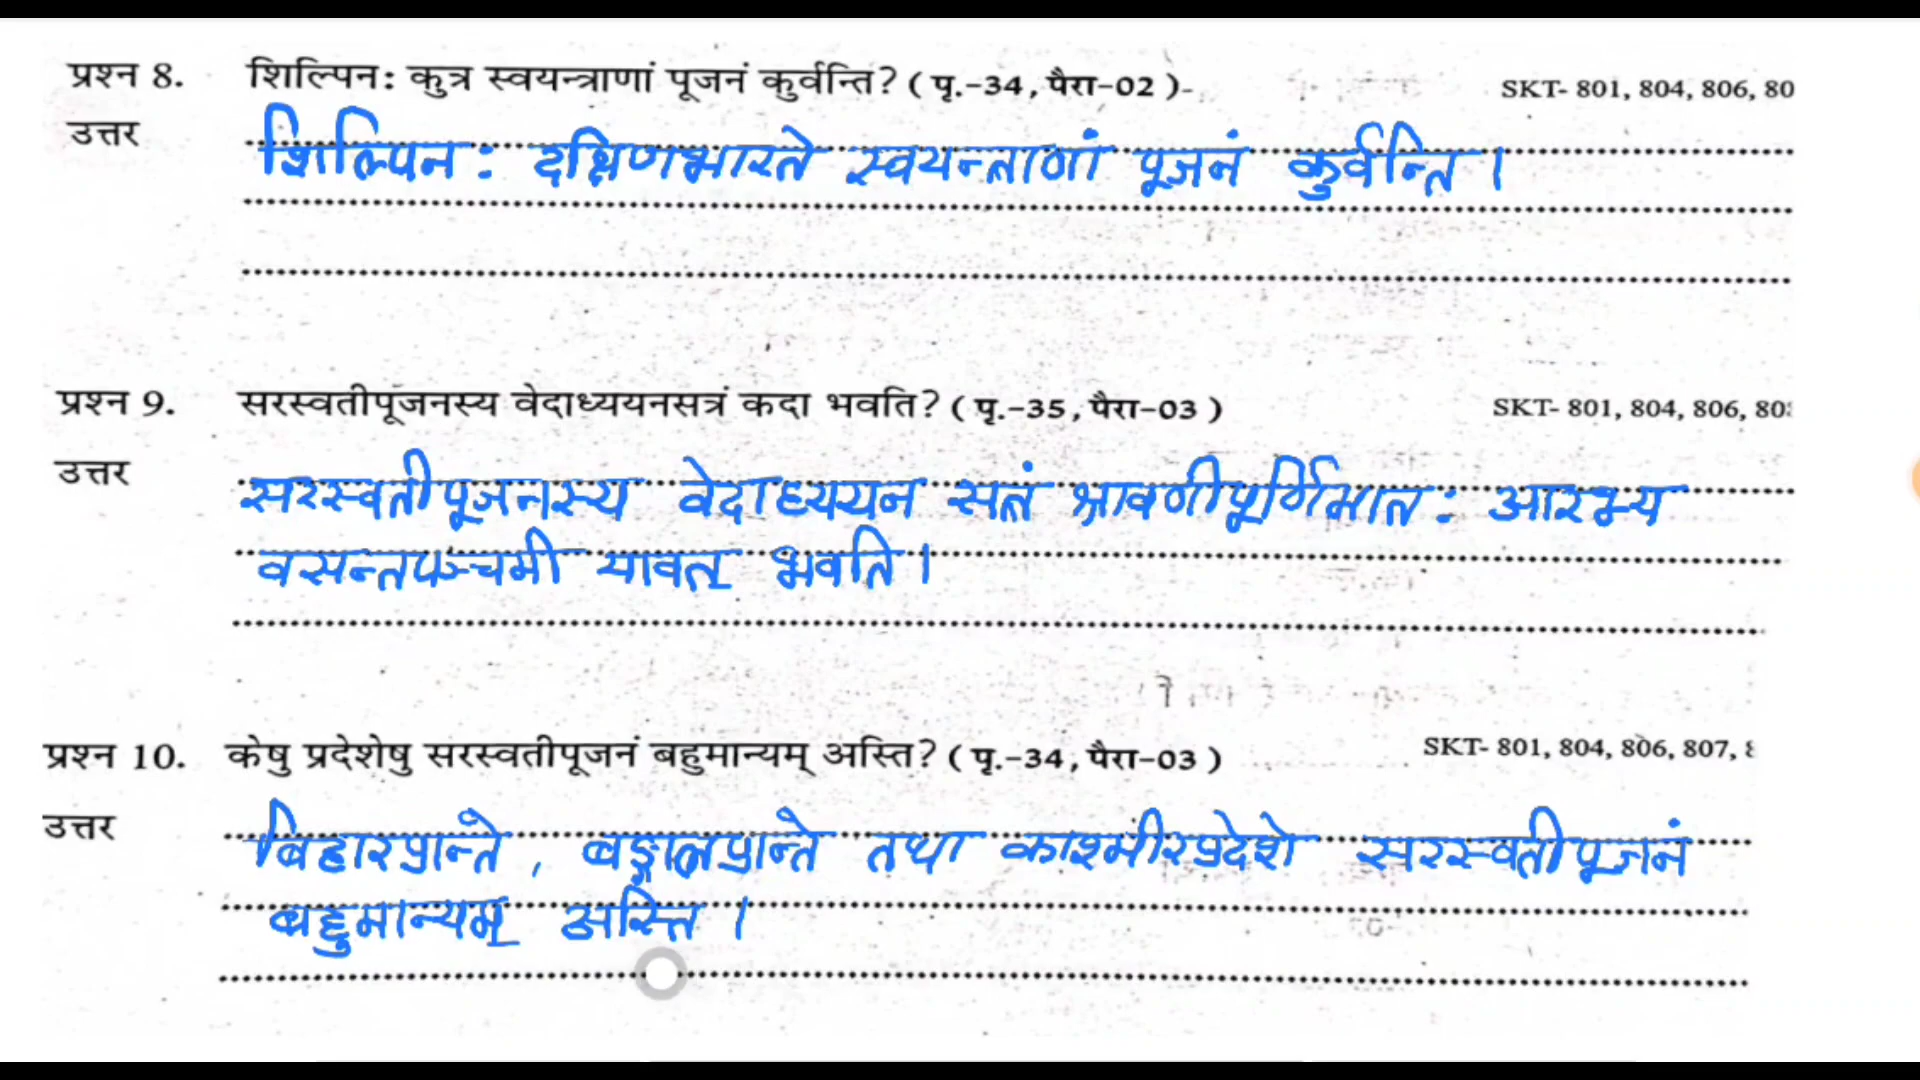 प्रश्न 8. शिल्पिन: कुत्र स्वयन्त्राणां पूजनं कुर्वन्ति? ( पृ.-34, पैरा-02 )- SKT- 801, 804, 806, 80
उत्तर
शिल्पिन: दक्षिणभारते स्वयन्त्राणां पूजनं कुर्वन्ति ।
प्रश्न 9. सरस्वतीपूजनस्य वेदाध्ययनसत्रं कदा भवति? ( पृ.-35, पैरा-03 ) SKT- 801, 804, 806, 80
उत्तर
सरस्वतीपूजनस्य वेदाध्ययन सत्रं श्रावणीपूर्णिमात: आरभ्य
वसन्तपञ्चमी यावत् भवति ।
प्रश्न 10. केषु प्रदेशेषु सरस्वतीपूजनं बहुमान्यम् अस्ति? ( पृ.-34, पैरा-03 ) SKT- 801, 804, 806, 807,
उत्तर
बिहारप्रान्ते, बङ्गालप्रान्ते तथा काश्मीरप्रदेशे सरस्वतीपूजनं
बहुमान्यम् अस्ति ।